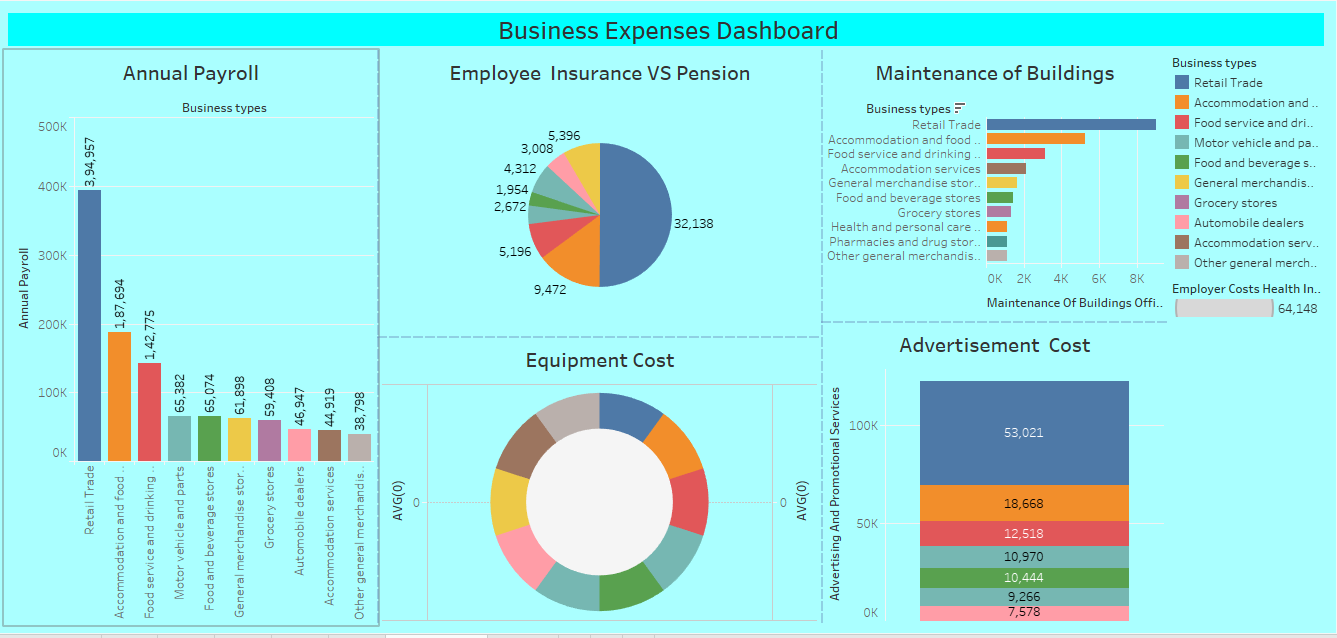 Business Expenses Dashboard
Annual Payroll
Business types
500K
400K
300K
200K
100K
0K
Annual Payroll
3,94,957
1,87,694
1,42,775
65,382
65,074
61,898
59,408
46,947
44,919
38,798
Retail Trade
Accommodation and food ..
Food service and drinking ..
Motor vehicle and parts
Food and beverage stores
General merchandise stor..
Grocery stores
Automobile dealers
Accommodation services
Other general merchandis..
Employee Insurance VS Pension
5,396
3,008
4,312
1,954
2,672
5,196
9,472
32,138
Equipment Cost
AVG(0)
0
0
AVG(0)
Maintenance of Buildings
Business types
Retail Trade
Accommodation and food ..
Food service and drinking ..
Accommodation services
General merchandise stor..
Food and beverage stores
Grocery stores
Health and personal care ..
Pharmacies and drug stor..
Other general merchandis..
0K 2K 4K 6K 8K
Maintenance Of Buildings Offi..
Advertisement Cost
Advertising And Promotional Services
100K
50K
0K
53,021
18,668
12,518
10,970
10,444
9,266
7,578
Business types
Retail Trade
Accommodation and ..
Food service and dri..
Motor vehicle and pa..
Food and beverage s..
General merchandis..
Grocery stores
Automobile dealers
Accommodation serv..
Other general merch..
Employer Costs Health In..
64,148